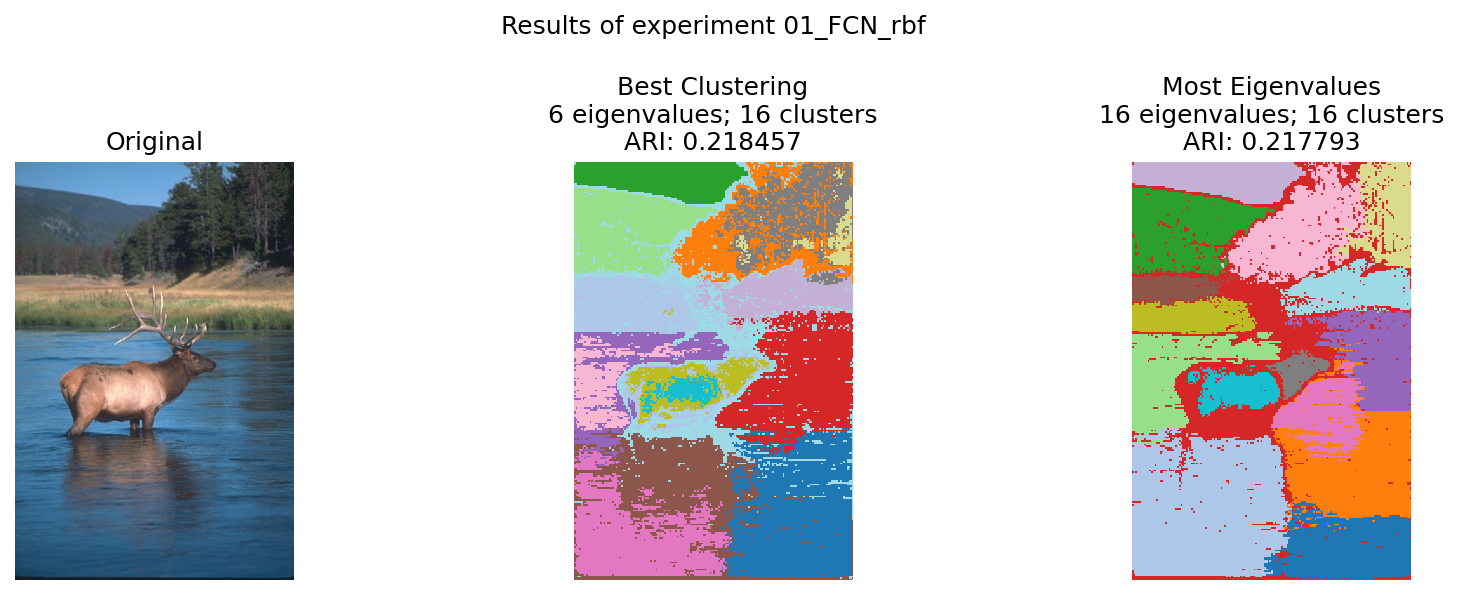 Results of experiment 01_FCN_rbf
Original
Best Clustering
6 eigenvalues; 16 clusters
ARI: 0.218457
Most Eigenvalues
16 eigenvalues; 16 clusters
ARI: 0.217793